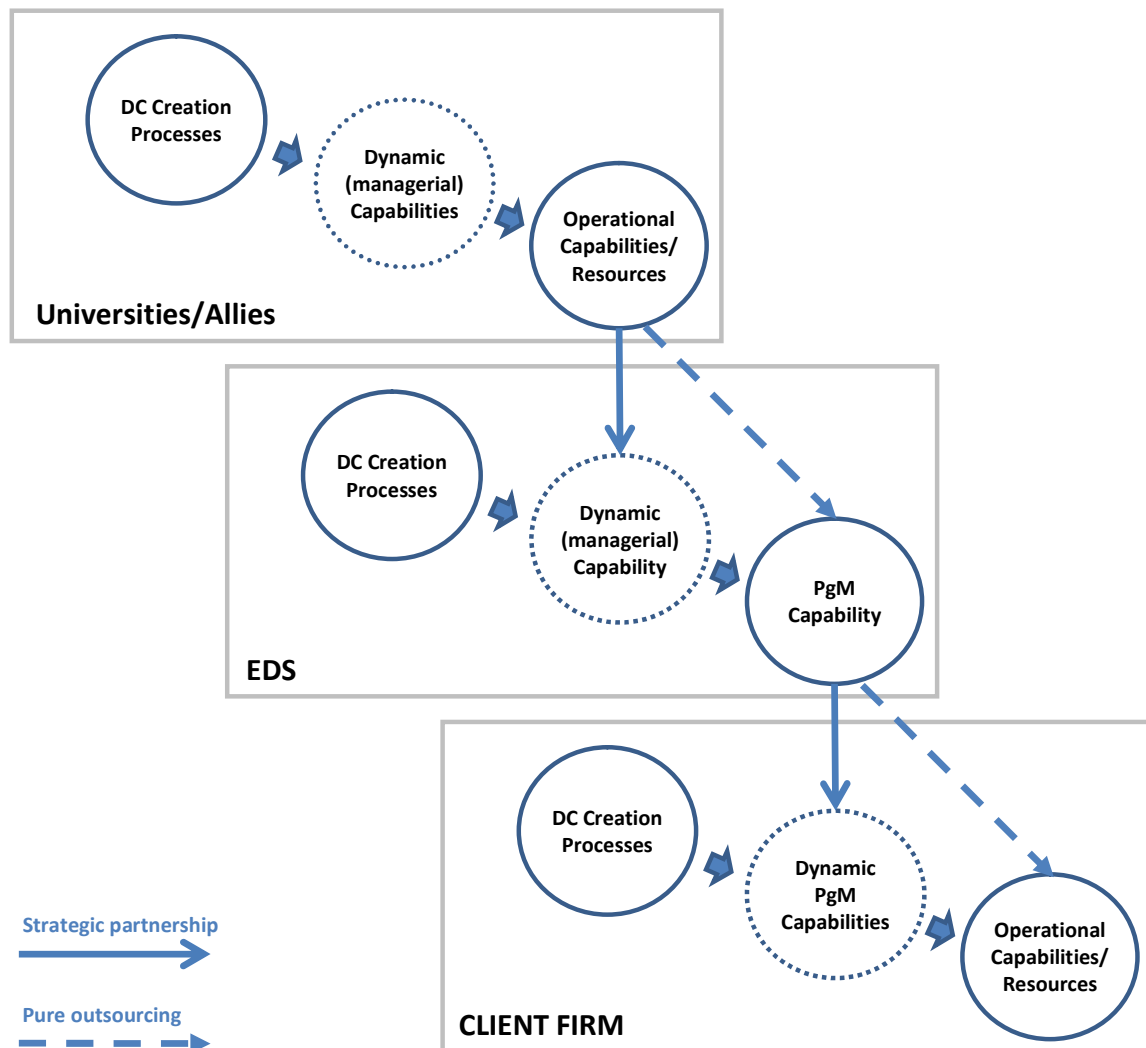 DC Creation
Processes
Dynamic
(managerial)
Capabilities
Operational
Capabilities/
Resources
Universities/Allies
DC Creation
Processes
Dynamic
(managerial)
Capability
PgM
Capability
EDS
DC Creation
Processes
Dynamic
PgM
Capabilities
Operational
Capabilities/
Resources
CLIENT FIRM
Strategic partnership
Pure outsourcing